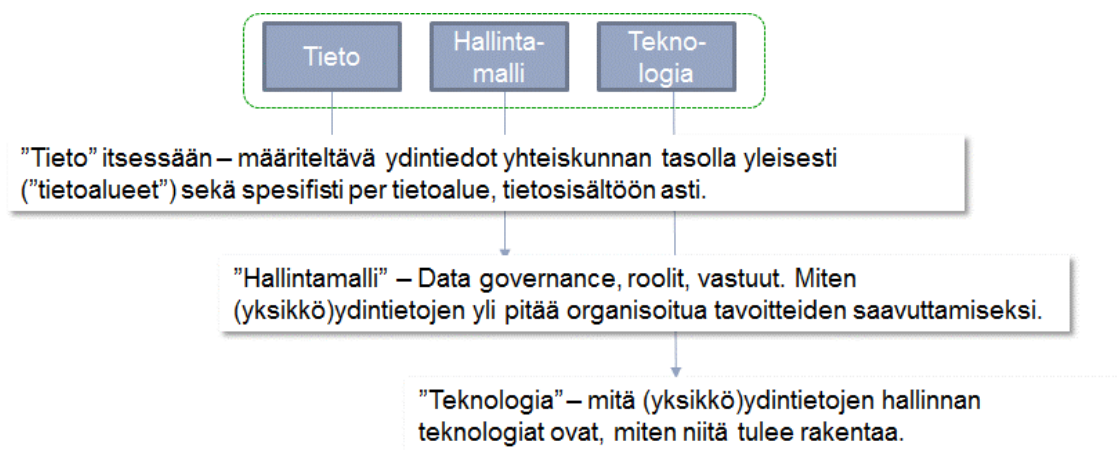 Tieto
Hallinta-
malli
Tekno-
logia
”Tieto” itsessään – määriteltävä ydintiedot yhteiskunnan tasolla yleisesti
(”tietoalueet”) sekä spesifisti per tietoalue, tietosisältöön asti.
”Hallintamalli” – Data governance, roolit, vastuut. Miten
(yksikkö)ydintietojen yli pitää organisoitua tavoitteiden saavuttamiseksi.
”Teknologia” – mitä (yksikkö)ydintietojen hallinnan
teknologiat ovat, miten niitä tulee rakentaa.